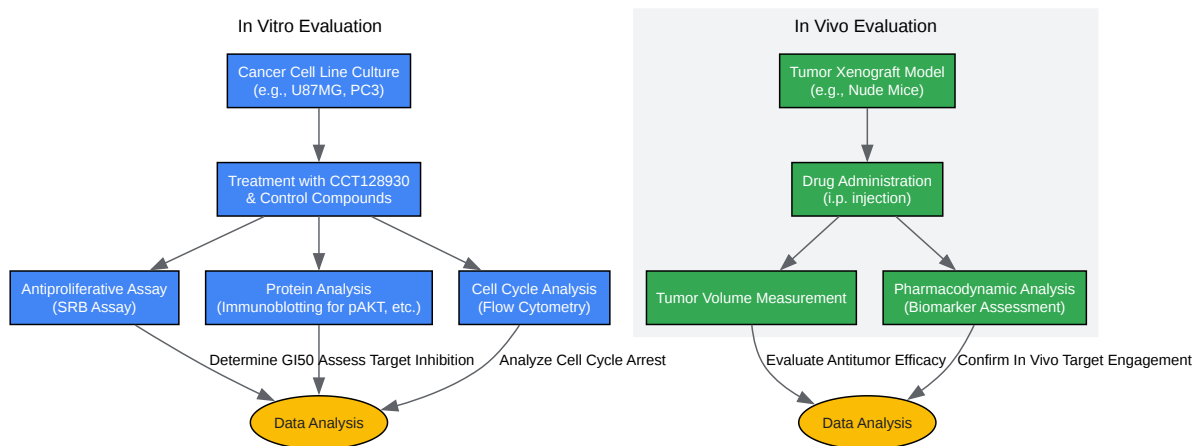 In Vitro Evaluation
Cancer Cell Line Culture
(e.g., U87MG, PC3)
Treatment with CCT128930
& Control Compounds
Antiproliferative Assay
(SRB Assay)
Protein Analysis
(Immunoblotting for pAKT, etc.)
Cell Cycle Analysis
(Flow Cytometry)
Determine GI50
Assess Target Inhibition
Analyze Cell Cycle Arrest
Data Analysis
In Vivo Evaluation
Tumor Xenograft Model
(e.g., Nude Mice)
Drug Administration
(i.p. injection)
Tumor Volume Measurement
Pharmacodynamic Analysis
(Biomarker Assessment)
Evaluate Antitumor Efficacy
Confirm In Vivo Target Engagement
Data Analysis